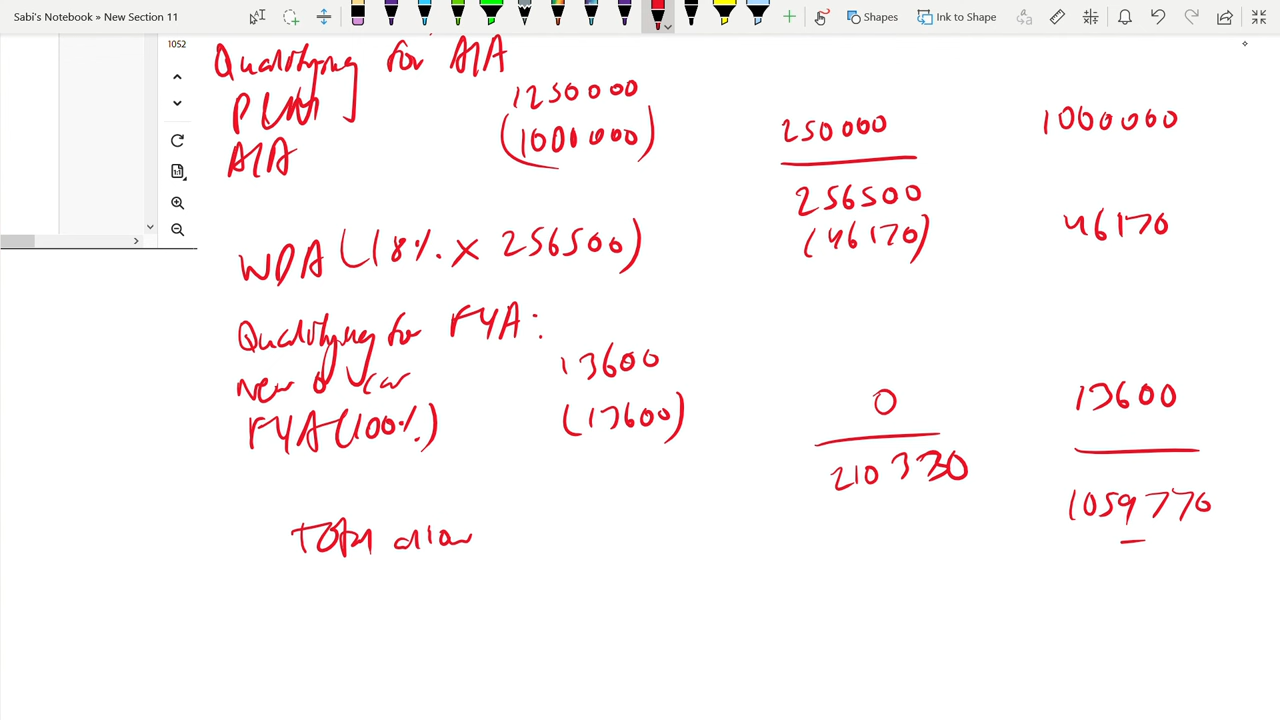 Sabi's Notebook » New Section 11
Shapes
Ink to Shape
1052
Qualifying for AIA
P&M 1250000
(1000000) 250000 1000000
AIA
256500
WDA (18% x 256500) (46170) 46170
Qualifying for FYA:
New car 13600
FYA (100%) (13600) 0 13600
210330
1059770
Total allow